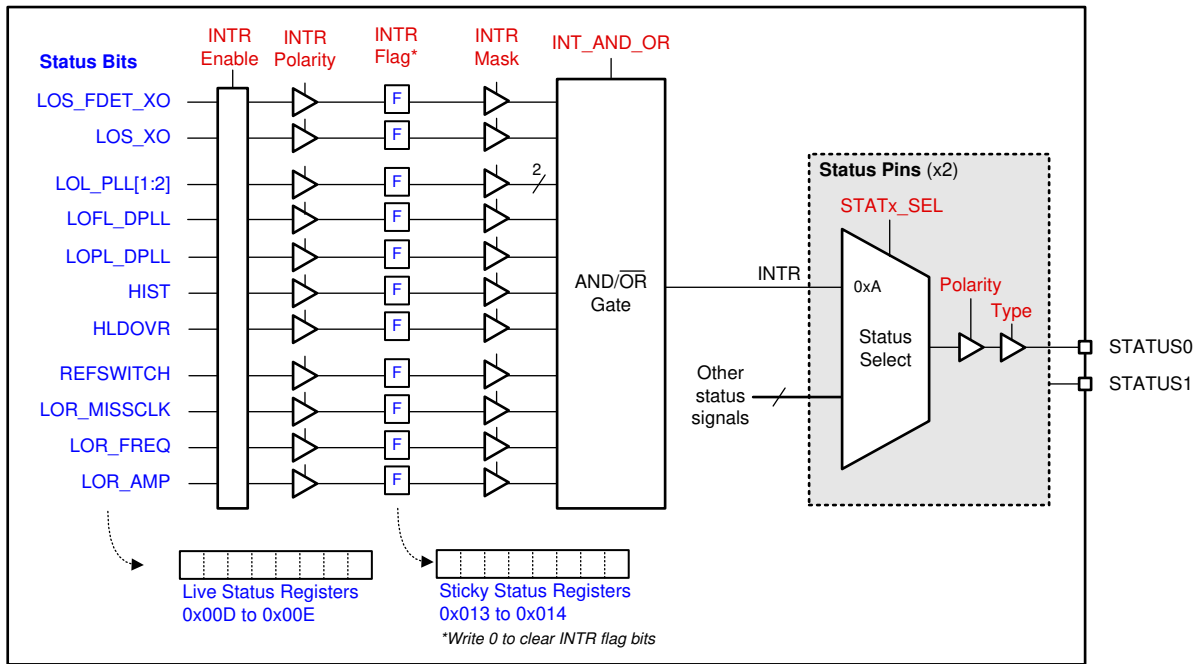 INTR
Enable
INTR
Polarity
INTR
Flag*
INTR
Mask
INT_AND_OR
Status Bits
LOS_FDET_XO
F
LOS_XO
F
LOL_PLL[1:2]
F
2
LOFL_DPLL
F
LOPL_DPLL
F
HIST
F
HLDOVR
F
REFSWITCH
F
LOR_MISSCLK
F
LOR_FREQ
F
LOR_AMP
F
AND/OR
Gate
INTR
Status Pins (x2)
STATx_SEL
0xA
Status
Select
Polarity
Type
Other
status
signals
STATUS0
STATUS1
Live Status Registers
0x00D to 0x00E
Sticky Status Registers
0x013 to 0x014
*Write 0 to clear INTR flag bits